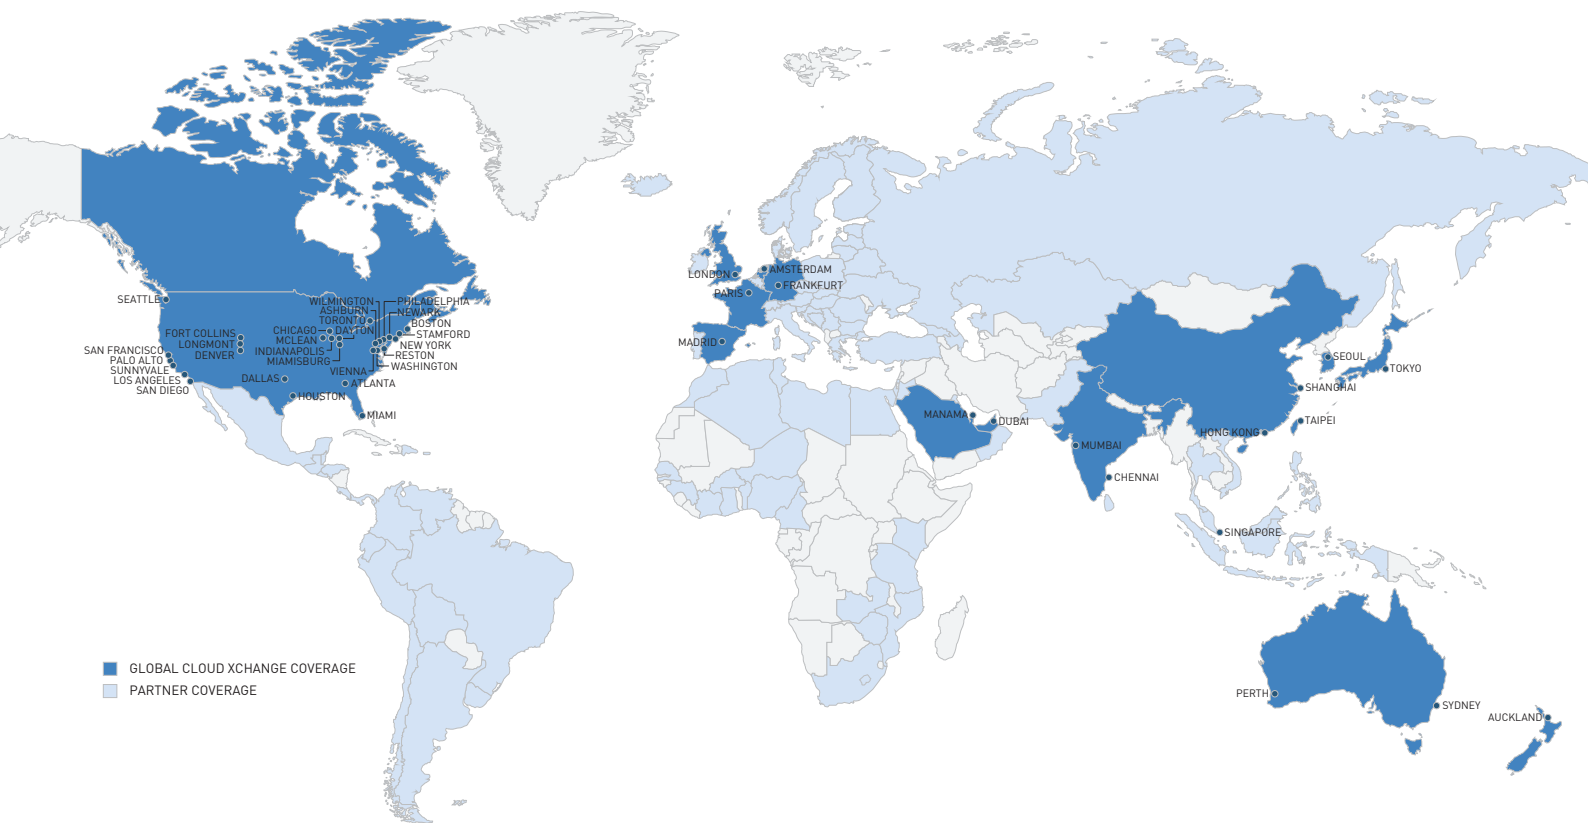 SEATTLE
WILMINGTON
PHILADELPHIA
ASHBURN
NEWARK
TORONTO
BOSTON
CHICAGO
DAYTON
STAMFORD
FORT COLLINS
MCLEAN
NEW YORK
LONGMONT
INDIANAPOLIS
RESTON
DENVER
MIAMISBURG
WASHINGTON
SAN FRANCISCO
PALO ALTO
SUNNYVALE
VIENNA
LOS ANGELES
DALLAS
ATLANTA
SAN DIEGO
HOUSTON
MIAMI
LONDON
AMSTERDAM
PARIS
FRANKFURT
MADRID
MANAMA
DUBAI
MUMBAI
CHENNAI
SEOUL
TOKYO
SHANGHAI
TAIPEI
HONG KONG
SINGAPORE
PERTH
SYDNEY
AUCKLAND
GLOBAL CLOUD XCHANGE COVERAGE
PARTNER COVERAGE